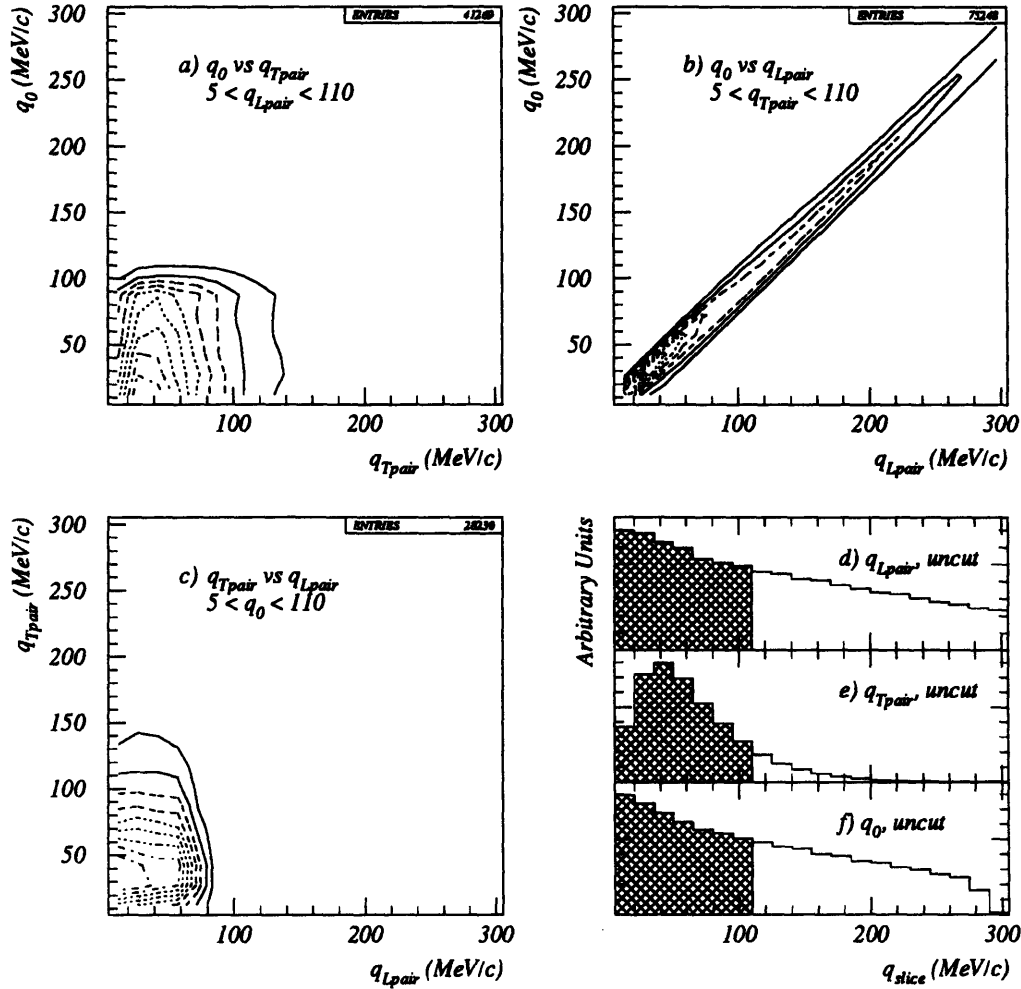 ENTRIES 41269
q0 (MeV/c)
300
250
200
150
100
50
a) q0 vs qTpair
5 < qLpair < 110
100 200 300
qTpair (MeV/c)
ENTRIES 75248
q0 (MeV/c)
300
250
200
150
100
50
b) q0 vs qLpair
5 < qTpair < 110
100 200 300
qLpair (MeV/c)
ENTRIES 28230
qTpair (MeV/c)
300
250
200
150
100
50
c) qTpair vs qLpair
5 < q0 < 110
100 200 300
qLpair (MeV/c)
Arbitrary Units
d) qLpair, uncut
e) qTpair, uncut
f) q0, uncut
100 200 300
qslice (MeV/c)